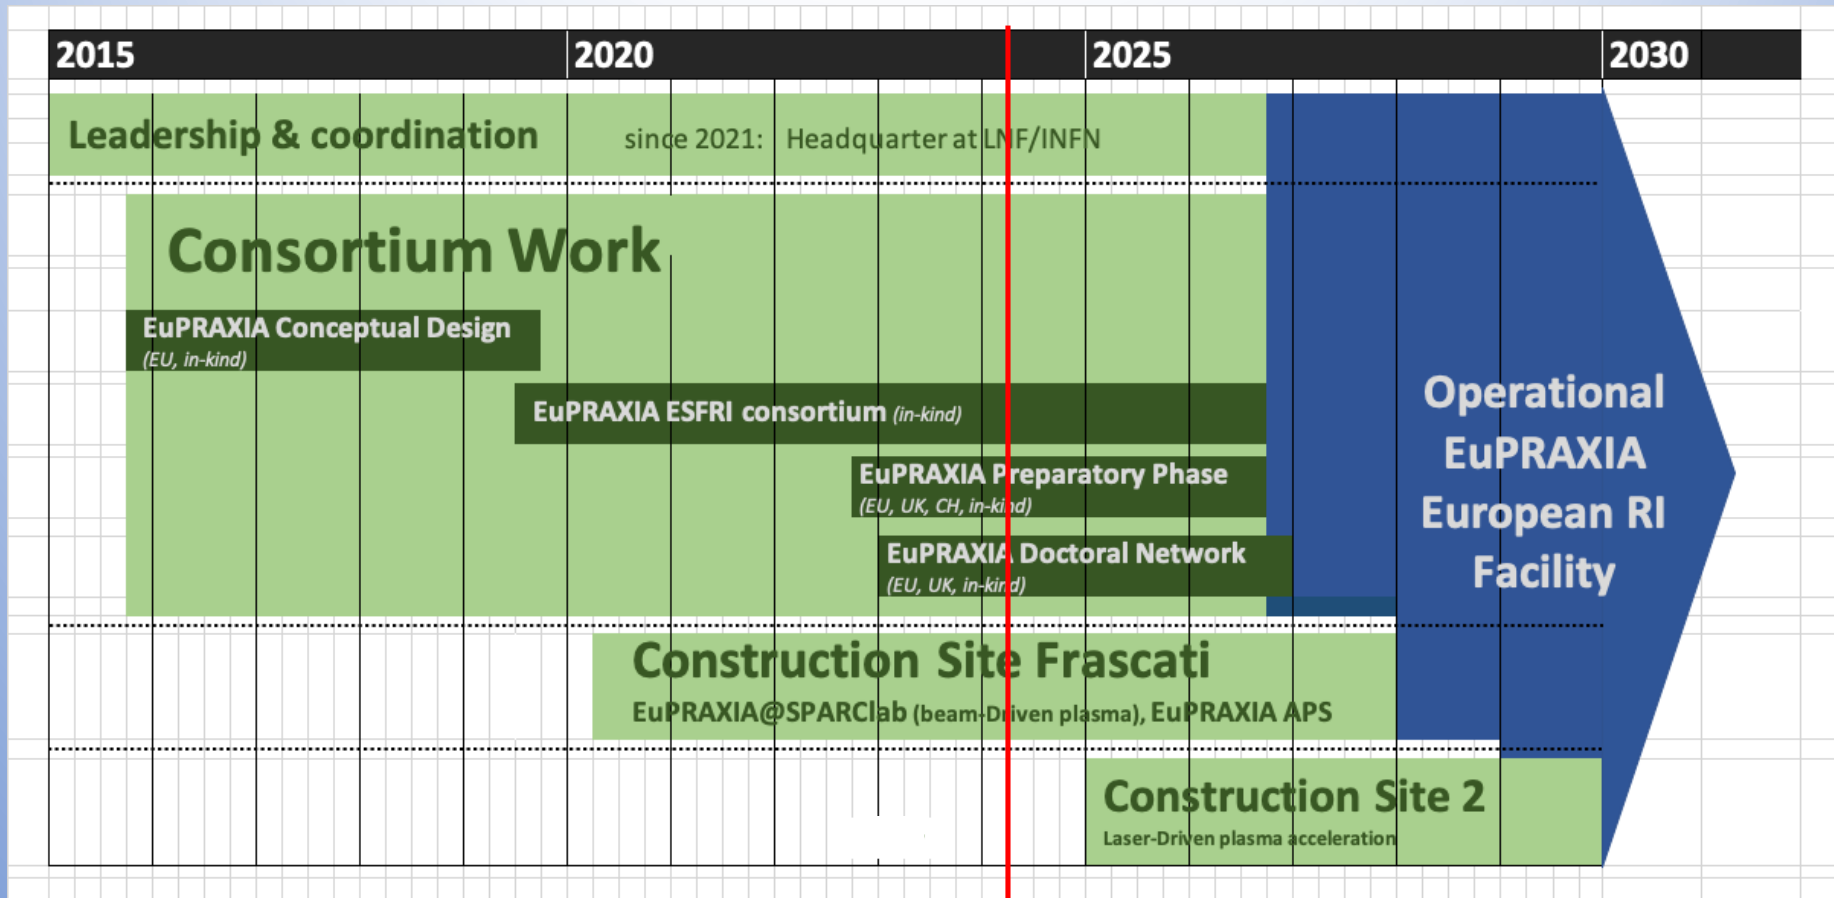 2015 2020 2025 2030
Leadership & coordination since 2021: Headquarter at LNF/INFN
Consortium Work
EuPRAXIA Conceptual Design
(EU, in-kind)
EuPRAXIA ESFRI consortium (in-kind)
EuPRAXIA Preparatory Phase
(EU, UK, CH, in-kind)
EuPRAXIA Doctoral Network
(EU, UK, in-kind)
Operational
EuPRAXIA
European RI
Facility
Construction Site Frascati
EuPRAXIA@SPARClab (beam-Driven plasma), EuPRAXIA APS
Construction Site 2
Laser-Driven plasma acceleration